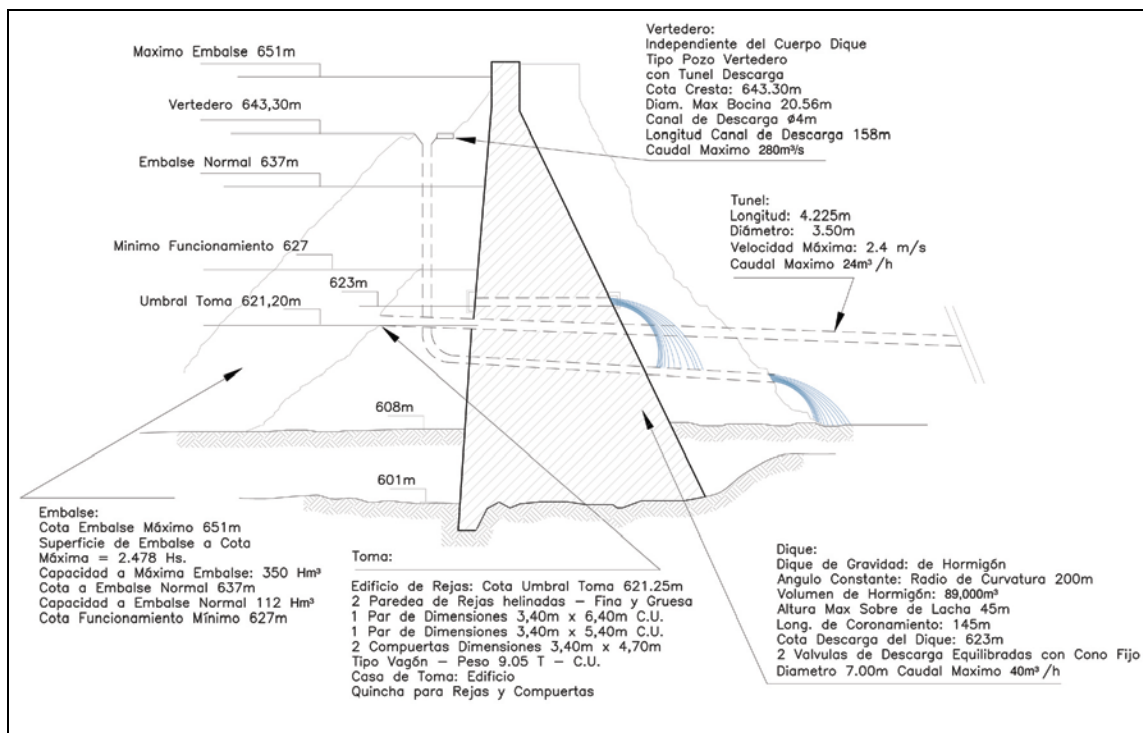 Maximo Embalse 651m
Vertedero 643,30m
Embalse Normal 637m
Minimo Funcionamiento 627
623m
Umbral Toma 621,20m
608m
601m
Vertedero:
Independiente del Cuerpo Dique
Tipo Pozo Vertedero
con Tunel Descarga
Cota Cresta: 643.30m
Diam. Max Bocina 20.56m
Canal de Descarga ø4m
Longitud Canal de Descarga 158m
Caudal Maximo 280m³/s
Tunel:
Longitud: 4.225m
Diámetro: 3.50m
Velocidad Máxima: 2.4 m/s
Caudal Maximo 24m³/h
Embalse:
Cota Embalse Máximo 651m
Superficie de Embalse a Cota
Máxima = 2.478 Hs.
Capacidad a Máxima Embalse: 350 Hm³
Cota a Embalse Normal 637m
Capacidad a Embalse Normal 112 Hm³
Cota Funcionamiento Mínimo 627m
Toma:
Edificio de Rejas: Cota Umbral Toma 621.25m
2 Paredea de Rejas helinadas – Fina y Gruesa
1 Par de Dimensiones 3,40m x 6,40m C.U.
1 Par de Dimensiones 3,40m x 5,40m C.U.
2 Compuertas Dimensiones 3,40m x 4,70m
Tipo Vagón – Peso 9.05 T – C.U.
Casa de Toma: Edificio
Quincha para Rejas y Compuertas
Dique:
Dique de Gravidad: de Hormigón
Angulo Constante: Radio de Curvatura 200m
Volumen de Hormigón: 89,000m³
Altura Max Sobre de Lacha 45m
Long. de Coronamiento: 145m
Cota Descarga del Dique: 623m
2 Valvulas de Descarga Equilibradas con Cono Fijo
Diametro 7.00m Caudal Maximo 40m³/h